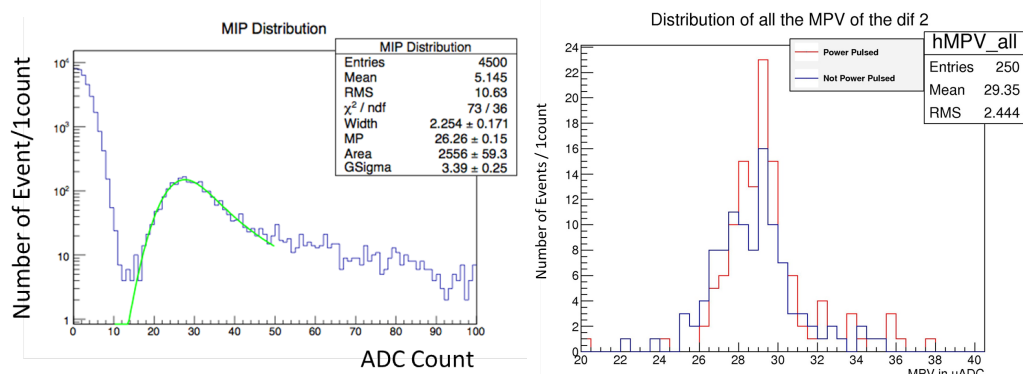 MIP Distribution
MIP Distribution
Entries 4500
Mean 5.145
RMS 10.63
χ² / ndf 73 / 36
Width 2.254 ± 0.171
MP 26.26 ± 0.15
Area 2556 ± 59.3
GSigma 3.39 ± 0.25
Number of Event/1count
10⁴
10³
10²
10
1
0 10 20 30 40 50 60 70 80 90 100
ADC Count
Distribution of all the MPV of the dif 2
hMPV_all
Entries 250
Mean 29.35
RMS 2.444
Power Pulsed
Not Power Pulsed
Number of Events / 1count
24
22
20
18
16
14
12
10
8
6
4
2
0
20 22 24 26 28 30 32 34 36 38 40
MPV in uADC